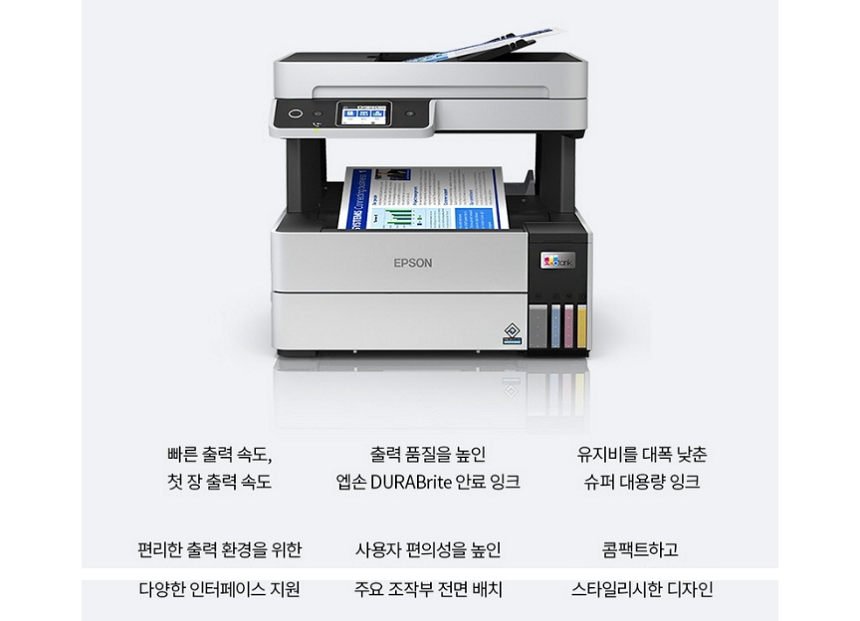 SYSTEMS Connecting business
EPSON
빠른 출력 속도,
첫 장 출력 속도
출력 품질을 높인
엡손 DURABrite 안료 잉크
유지비를 대폭 낮춘
슈퍼 대용량 잉크
편리한 출력 환경을 위한
다양한 인터페이스 지원
사용자 편의성을 높인
주요 조작부 전면 배치
콤팩트하고
스타일리시한 디자인